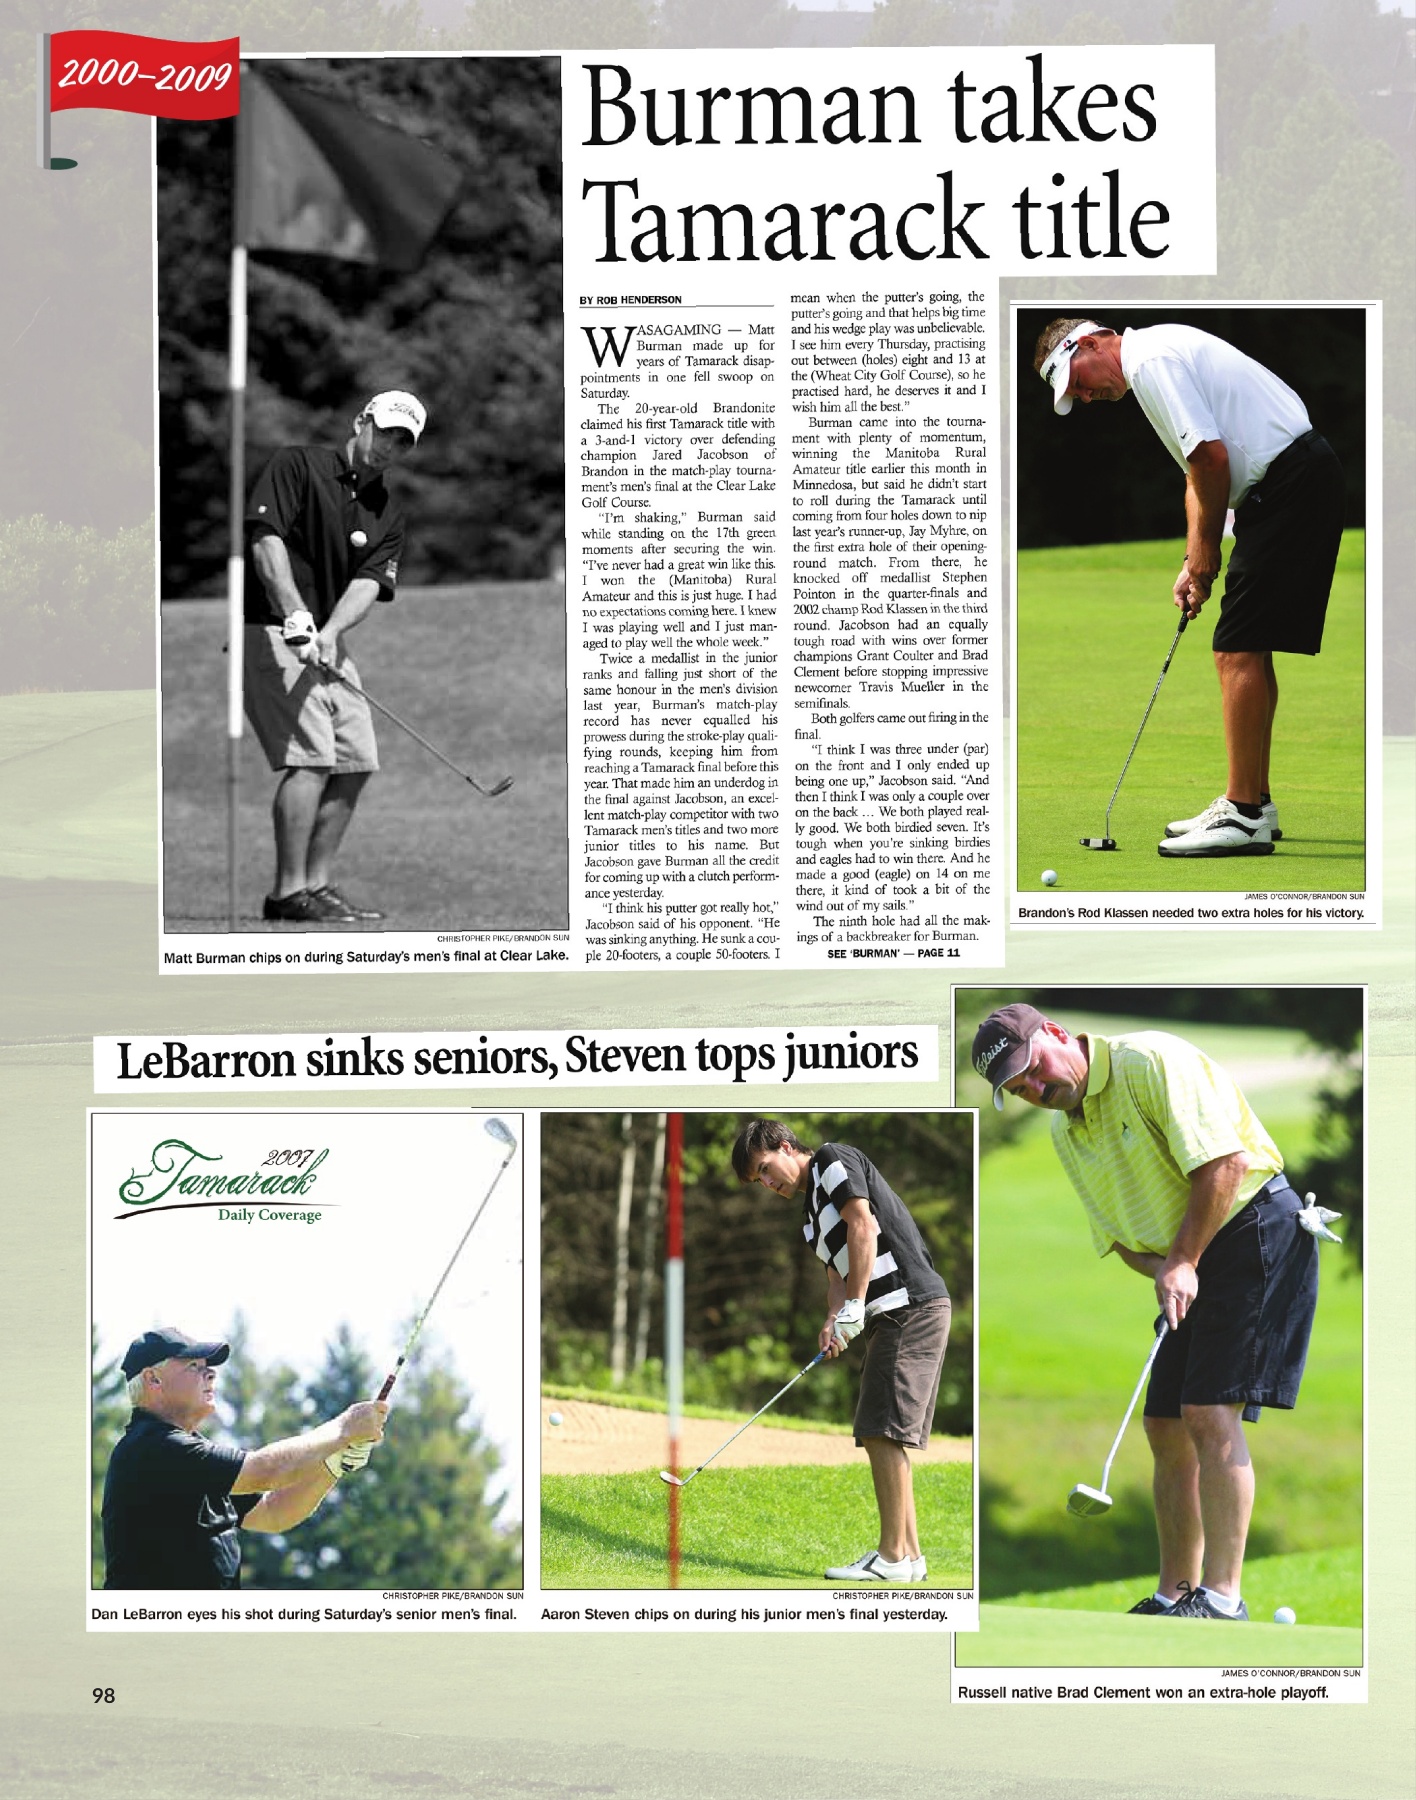 2000–2009
Burman takes
Tamarack title
BY ROB HENDERSON
WASAGAMING — Matt
Burman made up for
years of Tamarack disap-
pointments in one fell swoop on
Saturday.
The 20-year-old Brandonite
claimed his first Tamarack title with
a 3-and-1 victory over defending
champion Jared Jacobson of
Brandon in the match-play tourna-
ment's men's final at the Clear Lake
Golf Course.
“I'm shaking,” Burman said
while standing on the 17th green
moments after securing the win.
“I've never had a great win like this.
I won the (Manitoba) Rural
Amateur and this is just huge. I had
no expectations coming here. I knew
I was playing well and I just man-
aged to play well the whole week.”
Twice a medallist in the junior
ranks and falling just short of the
same honour in the men's division
last year, Burman's match-play
record has never equalled his
prowess during the stroke-play quali-
fying rounds, keeping him from
reaching a Tamarack final before this
year. That made him an underdog in
the final against Jacobson, an excel-
lent match-play competitor with two
Tamarack men's titles and two more
junior titles to his name. But
Jacobson gave Burman all the credit
for coming up with a clutch perform-
ance yesterday.
“I think his putter got really hot,”
Jacobson said of his opponent. “He
was sinking anything. He sunk a cou-
ple 20-footers, a couple 50-footers. I
mean when the putter's going, the
putter's going and that helps big time
and his wedge play was unbelievable.
I see him every Thursday, practising
out between (holes) eight and 13 at
the (Wheat City Golf Course), so he
practised hard, he deserves it and I
wish him all the best.”
Burman came into the tourna-
ment with plenty of momentum,
winning the Manitoba Rural
Amateur title earlier this month in
Minnedosa, but said he didn't start
to roll during the Tamarack until
coming from four holes down to nip
last year's runner-up, Jay Myhre, on
the first extra hole of their opening-
round match. From there, he
knocked off medallist Stephen
Pointon in the quarter-finals and
2002 champ Rod Klassen in the third
round. Jacobson had an equally
tough road with wins over former
champions Grant Coulter and Brad
Clement before stopping impressive
newcomer Travis Mueller in the
semifinals.
Both golfers came out firing in the
final.
“I think I was three under (par)
on the front and I only ended up
being one up,” Jacobson said. “And
then I think I was only a couple over
on the back … We both played real-
ly good. We both birdied seven. It's
tough when you're sinking birdies
and eagles had to win there. And he
made a good (eagle) on 14 on me
there, it kind of took a bit of the
wind out of my sails.”
The ninth hole had all the mak-
ings of a backbreaker for Burman.
SEE ‘BURMAN’ — PAGE 11
CHRISTOPHER PIKE/BRANDON SUN
Matt Burman chips on during Saturday's men's final at Clear Lake.
JAMES O'CONNOR/BRANDON SUN
Brandon's Rod Klassen needed two extra holes for his victory.
LeBarron sinks seniors, Steven tops juniors
2007
Tamarack
Daily Coverage
CHRISTOPHER PIKE/BRANDON SUN
Dan LeBarron eyes his shot during Saturday's senior men's final.
CHRISTOPHER PIKE/BRANDON SUN
Aaron Steven chips on during his junior men's final yesterday.
Titleist
JAMES O'CONNOR/BRANDON SUN
Russell native Brad Clement won an extra-hole playoff.
98